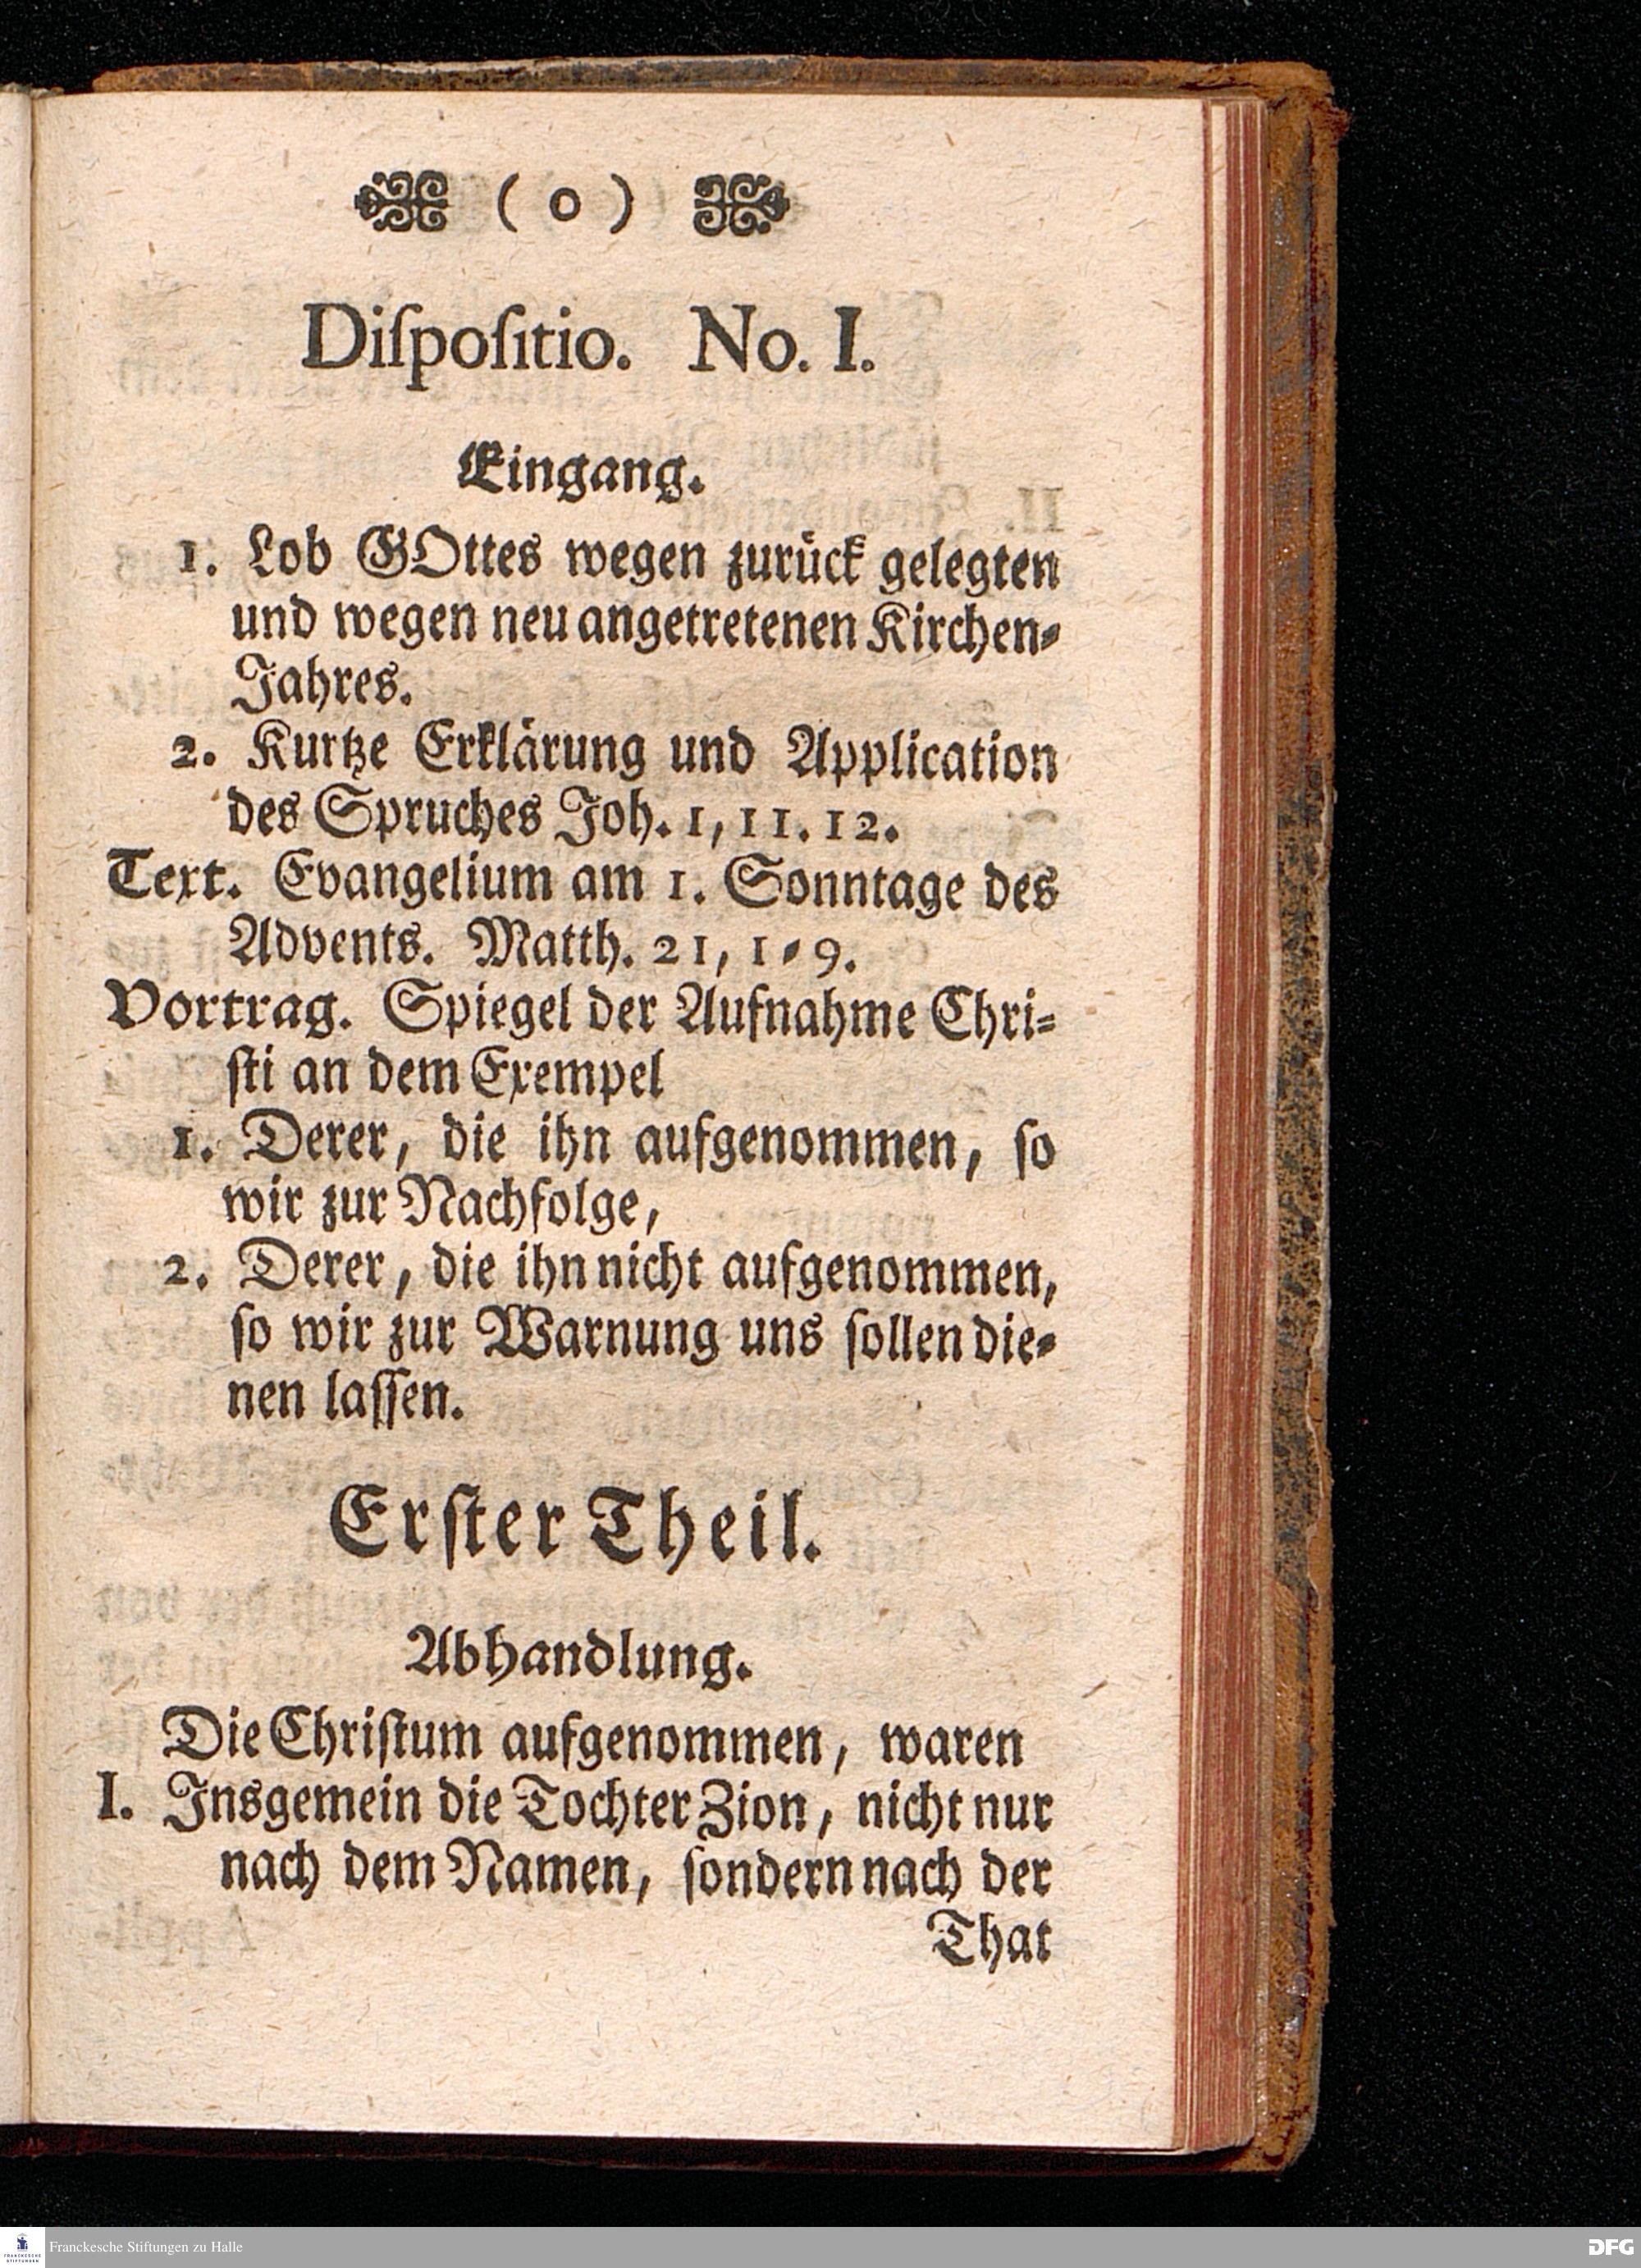 ( o )
Diſpoſitio. No. I.
Eingang.
1. Lob GOttes wegen zurück gelegten
und wegen neu angetretenen Kirchen⸗
Jahres.
2. Kurtze Erklärung und Application
des Spruches Joh. 1, 11. 12.
Text. Evangelium am 1. Sonntage des
Advents. Matth. 21, 1⸗9.
Vortrag. Spiegel der Aufnahme Chri⸗
ſti an dem Exempel
1. Derer, die ihn aufgenommen, ſo
wir zur Nachfolge,
2. Derer, die ihn nicht aufgenommen,
ſo wir zur Warnung uns ſollen die⸗
nen laſſen.
Erſter Theil.
Abhandlung.
Die Chriſtum aufgenommen, waren
I. Insgemein die Tochter Zion, nicht nur
nach dem Namen, ſondern nach der
That
FRANCKESCHE
STIFTUNGEN
Franckesche Stiftungen zu Halle
DFG